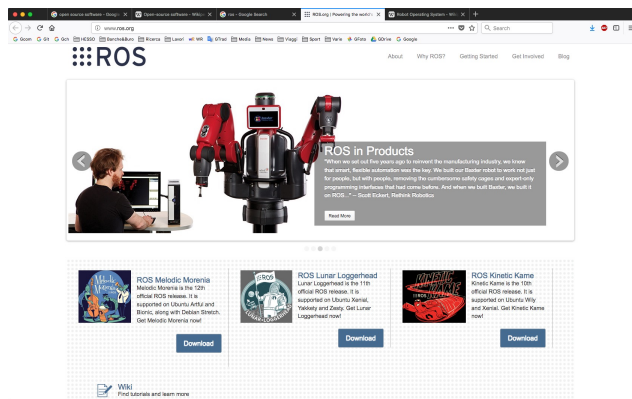 open source software - Googl
Open-source software - Wikip
ros - Google Search
ROS.org | Powering the world's
Robot Operating System - Wiki
www.ros.org
Search
Gcom
Git
Gch
HESSO
Banche&Buro
Ricerca
Lavori
WR
GTrad
Media
News
Viaggi
Sport
Varie
GFoto
GDrive
Google
ROS
About
Why ROS?
Getting Started
Get Involved
Blog
ROS in Products
"When we set out five years ago to reinvent the manufacturing industry, we knew
that smart, flexible automation was the key. We built our Baxter robot to work not just
for people, but with people, removing the cumbersome safety cages and expert-only
programming interfaces that had come before. And when we built Baxter, we built it
on ROS..." -- Scott Eckert, Rethink Robotics
Read More
ROS Melodic Morenia
Melodic Morenia is the 12th
official ROS release. It is
supported on Ubuntu Artful and
Bionic, along with Debian Stretch.
Get Melodic Morenia now!
Download
ROS
LUNAR LOGGERHEAD
ROS Lunar Loggerhead
Lunar Loggerhead is the 11th
official ROS release. It is
supported on Ubuntu Xenial,
Yakkety and Zesty. Get Lunar
Loggerhead now!
Download
KINETIC
KAME
ROS
ROS Kinetic Kame
Kinetic Kame is the 10th
official ROS release. It is
supported on Ubuntu Wily
and Xenial. Get Kinetic Kame
now!
Download
Wiki
Find tutorials and learn more